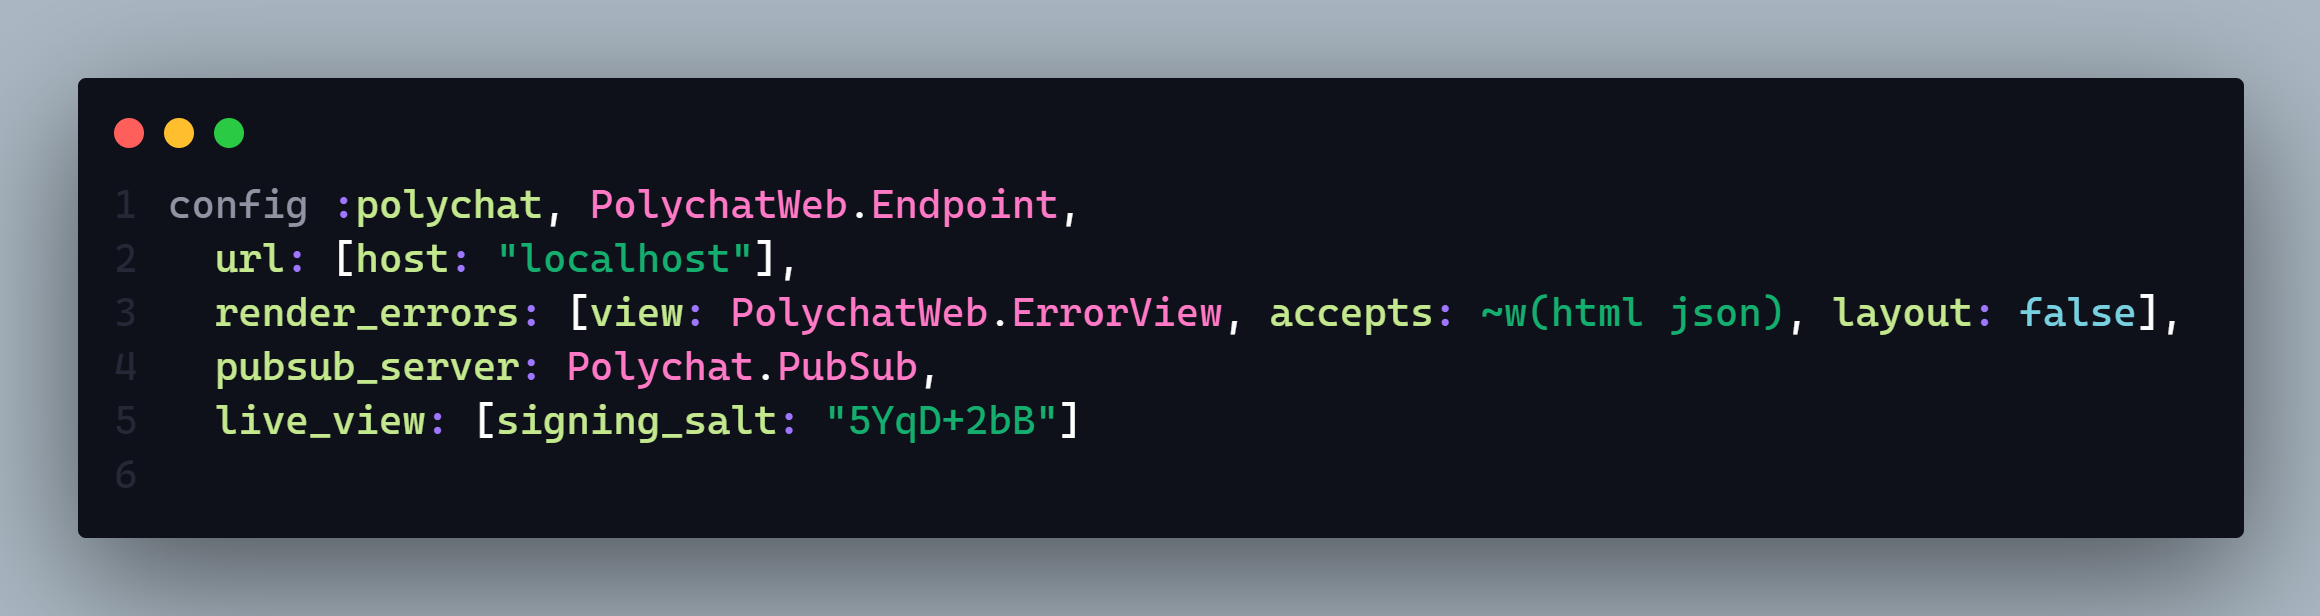 1 config :polychat, PolychatWeb.Endpoint,
2   url: [host: "localhost"],
3   render_errors: [view: PolychatWeb.ErrorView, accepts: ~w(html json), layout: false],
4   pubsub_server: Polychat.PubSub,
5   live_view: [signing_salt: "5YqD+2bB"]
6